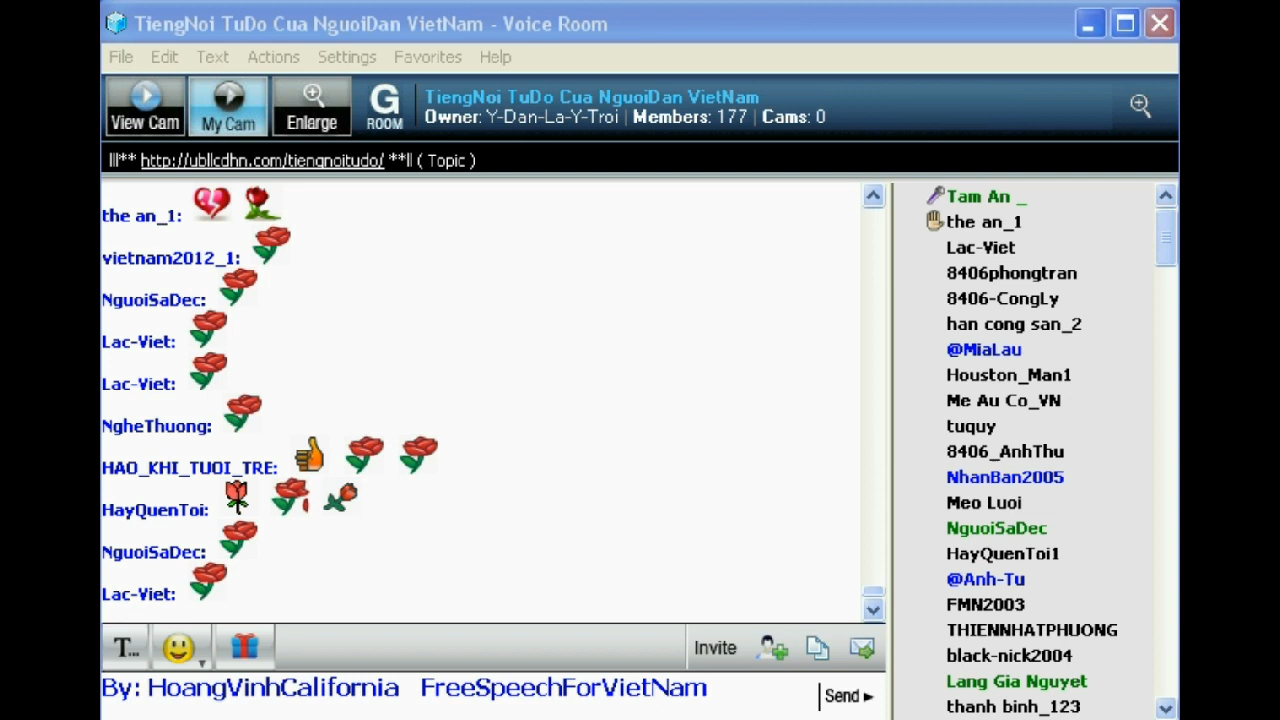 TiengNoi TuDo Cua NguoiDan VietNam - Voice Room
File Edit Text Actions Settings Favorites Help
View Cam My Cam Enlarge G ROOM
TiengNoi TuDo Cua NguoiDan VietNam
Owner: Y-Dan-La-Y-Troi | Members: 177 | Cams: 0
lll** http://ubllcdhn.com/tiengnoitudo/ **ll ( Topic )
the an_1:
vietnam2012_1:
NguoiSaDec:
Lac-Viet:
Lac-Viet:
NgheThuong:
HAO_KHI_TUOI_TRE:
HayQuenToi:
NguoiSaDec:
Lac-Viet:
Tam An _
the an_1
Lac-Viet
8406phongtran
8406-CongLy
han cong san_2
@MiaLau
Houston_Man1
Me Au Co_VN
tuquy
8406_AnhThu
NhanBan2005
Meo Luoi
NguoiSaDec
HayQuenToi1
@Anh-Tu
FMN2003
THIENNHATPHUONG
black-nick2004
Lang Gia Nguyet
thanh binh_123
T... Invite
By: HoangVinhCalifornia FreeSpeechForVietNam
Send